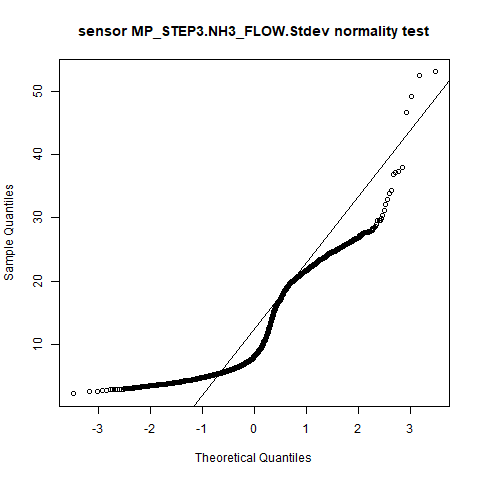 sensor MP_STEP3.NH3_FLOW.Stdev normality test
Sample Quantiles
50
40
30
20
10
-3 -2 -1 0 1 2 3
Theoretical Quantiles